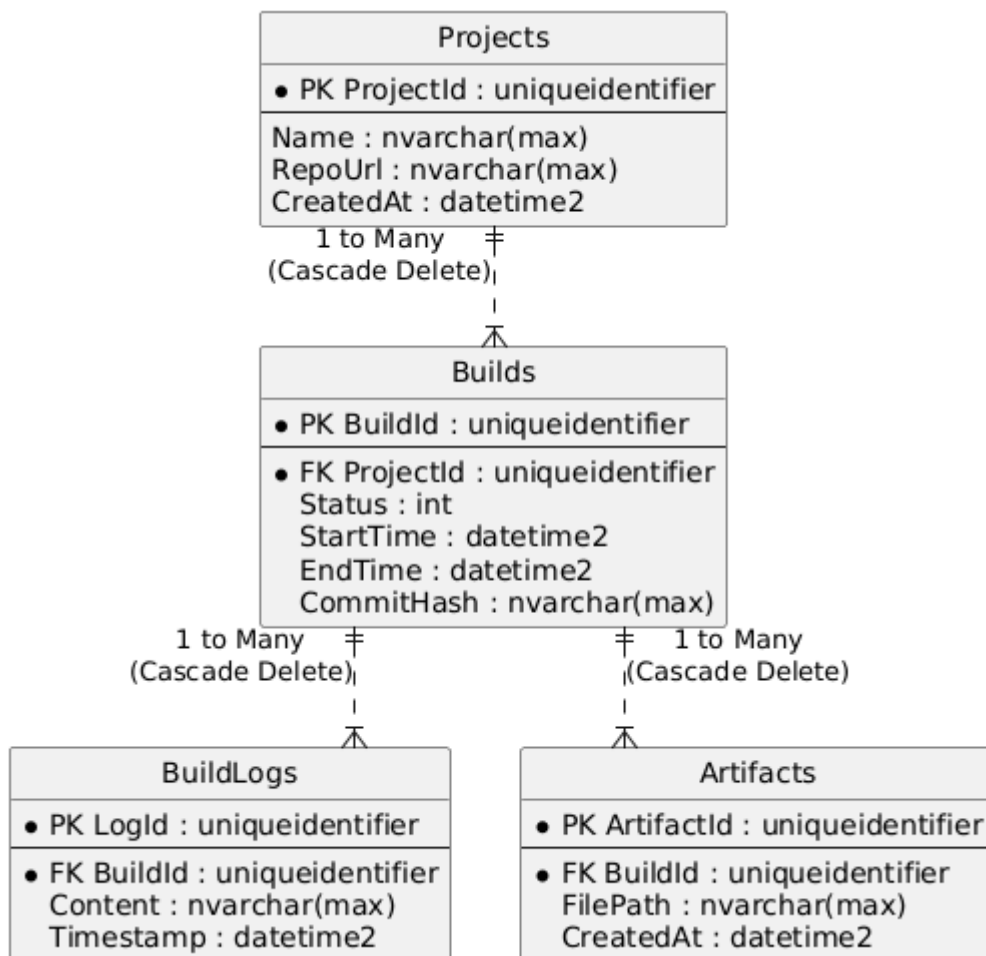 Projects
● PK ProjectId : uniqueidentifier
Name : nvarchar(max)
RepoUrl : nvarchar(max)
CreatedAt : datetime2
1 to Many
(Cascade Delete)
Builds
● PK BuildId : uniqueidentifier
● FK ProjectId : uniqueidentifier
Status : int
StartTime : datetime2
EndTime : datetime2
CommitHash : nvarchar(max)
1 to Many
(Cascade Delete)
1 to Many
(Cascade Delete)
BuildLogs
● PK LogId : uniqueidentifier
● FK BuildId : uniqueidentifier
Content : nvarchar(max)
Timestamp : datetime2
Artifacts
● PK ArtifactId : uniqueidentifier
● FK BuildId : uniqueidentifier
FilePath : nvarchar(max)
CreatedAt : datetime2